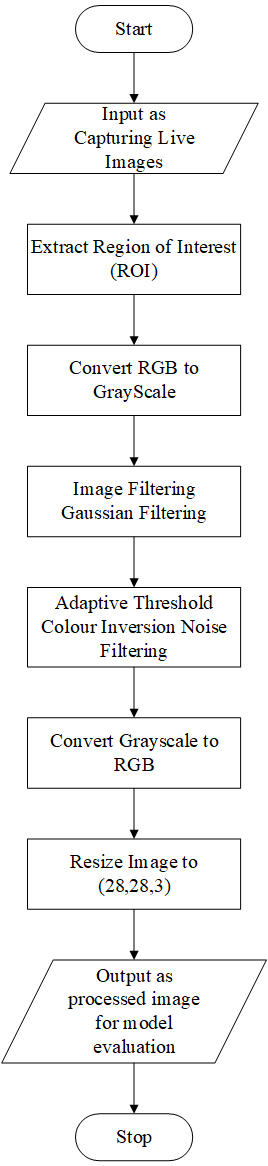 Start
Input as
Capturing Live
Images
Extract Region of Interest
(ROI)
Convert RGB to
GrayScale
Image Filtering
Gaussian Filtering
Adaptive Threshold
Colour Inversion Noise
Filtering
Convert Grayscale to
RGB
Resize Image to
(28,28,3)
Output as
processed image
for model
evaluation
Stop